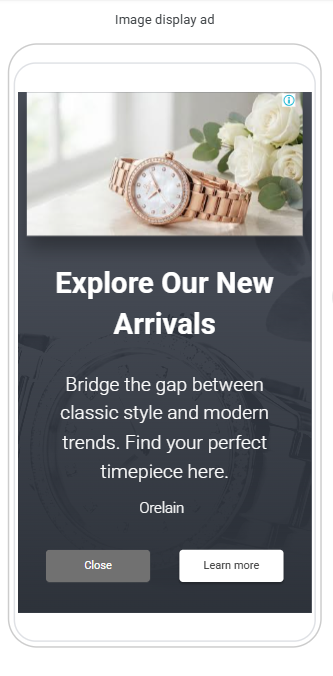 Image display ad
Explore Our New
Arrivals
Bridge the gap between
classic style and modern
trends. Find your perfect
timepiece here.
Orelain
Close
Learn more